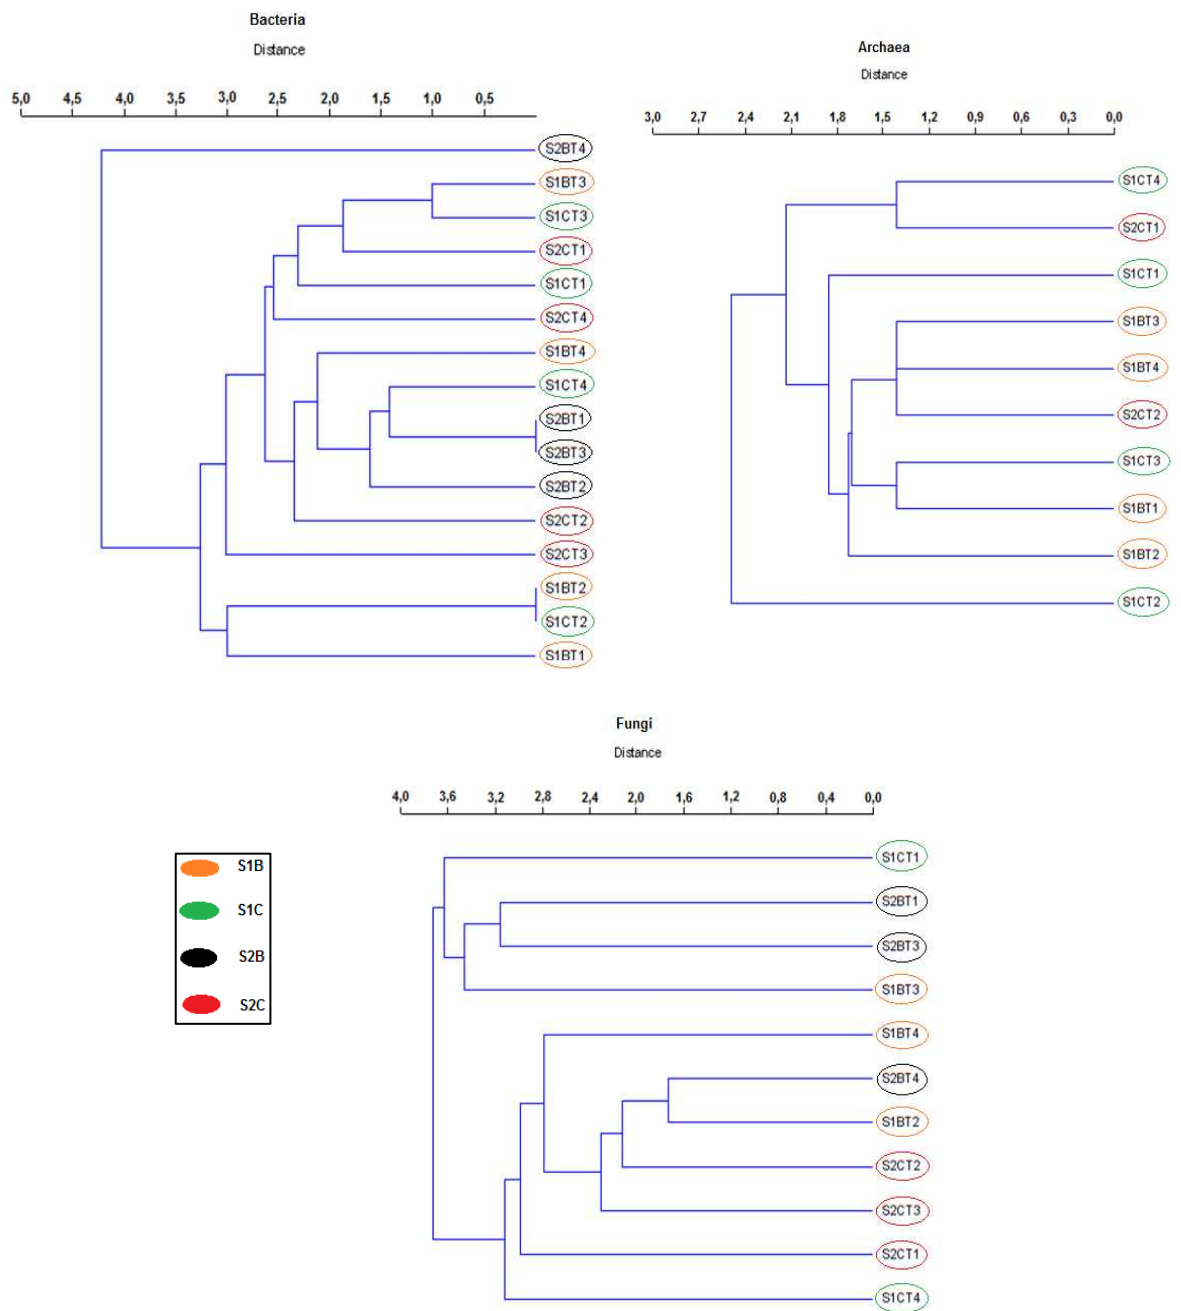 Bacteria
Distance
5,0 4,5 4,0 3,5 3,0 2,5 2,0 1,5 1,0 0,5
S2BT4
S1BT3
S1CT3
S2CT1
S1CT1
S2CT4
S1BT4
S1CT4
S2BT1
S2BT3
S2BT2
S2CT2
S2CT3
S1BT2
S1CT2
S1BT1
Archaea
Distance
3,0 2,7 2,4 2,1 1,8 1,5 1,2 0,9 0,6 0,3 0,0
S1CT4
S2CT1
S1CT1
S1BT3
S1BT4
S2CT2
S1CT3
S1BT1
S1BT2
S1CT2
Fungi
Distance
4,0 3,6 3,2 2,8 2,4 2,0 1,6 1,2 0,8 0,4 0,0
S1CT1
S2BT1
S2BT3
S1BT3
S1BT4
S2BT4
S1BT2
S2CT2
S2CT3
S2CT1
S1CT4
S1B
S1C
S2B
S2C